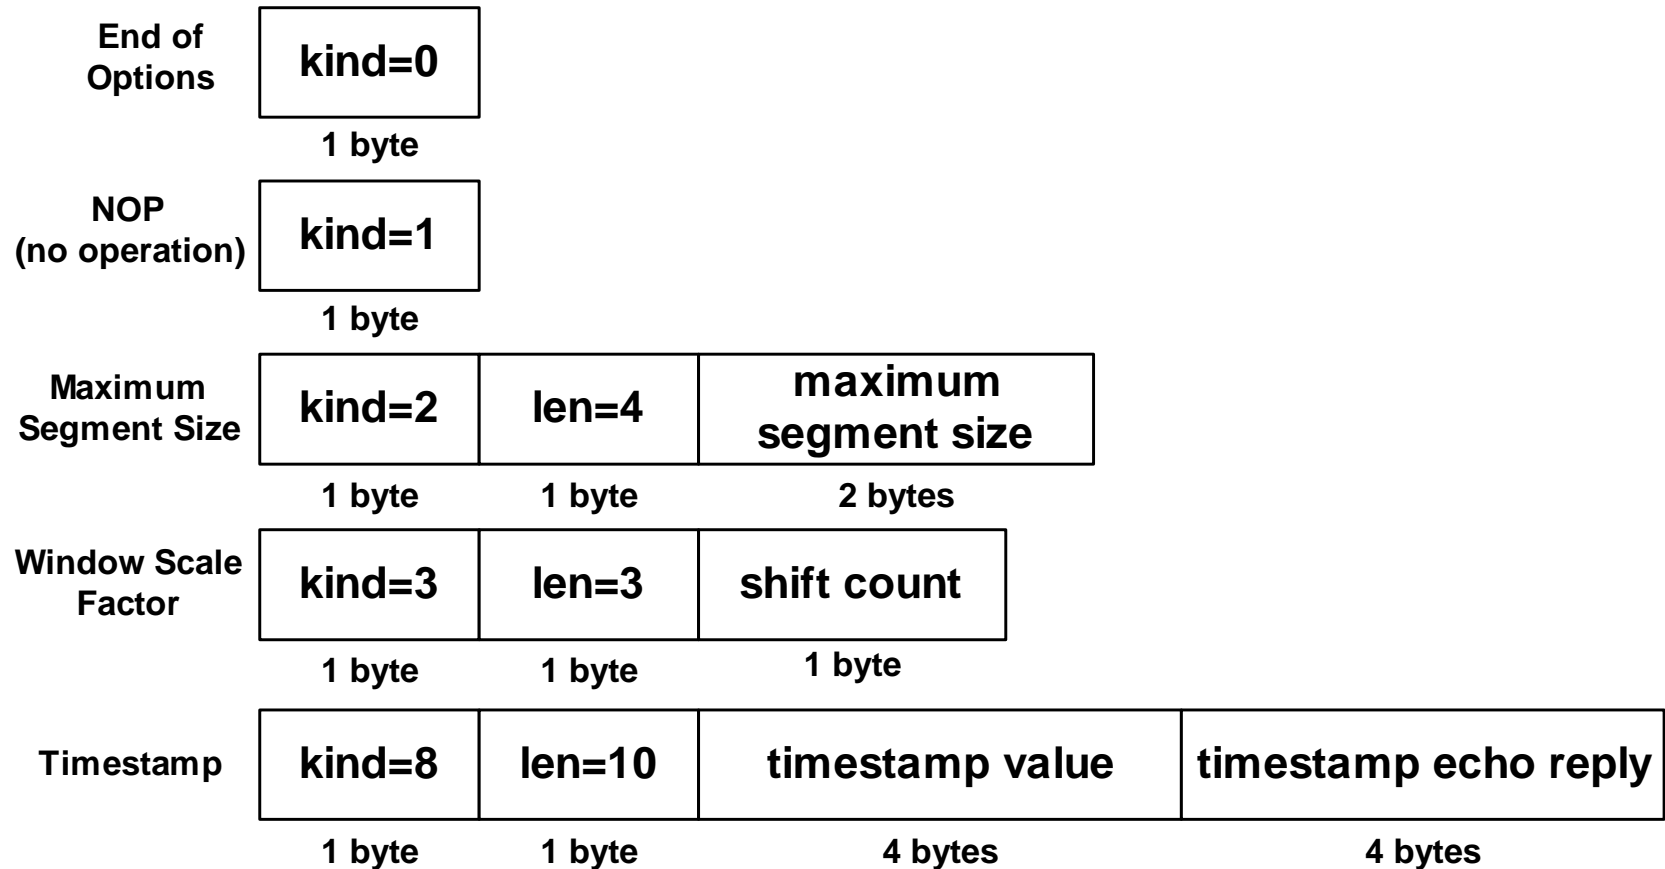 End of
Options
kind=0
1 byte
NOP
(no operation)
kind=1
1 byte
Maximum
Segment Size
kind=2
len=4
maximum
segment size
1 byte
1 byte
2 bytes
Window Scale
Factor
kind=3
len=3
shift count
1 byte
1 byte
1 byte
Timestamp
kind=8
len=10
timestamp value
timestamp echo reply
1 byte
1 byte
4 bytes
4 bytes